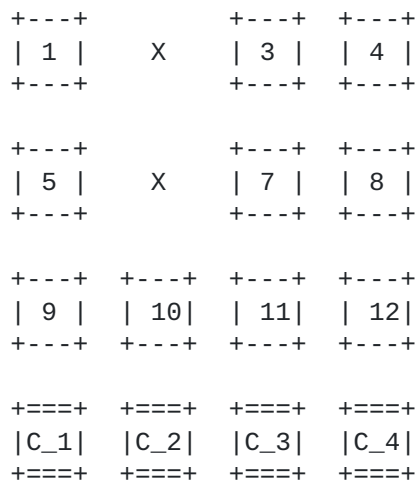 +---+           +---+  +---+
| 1 |     X     | 3 |  | 4 |
+---+           +---+  +---+
+---+           +---+  +---+
| 5 |     X     | 7 |  | 8 |
+---+           +---+  +---+
+---+  +---+  +---+  +---+
| 9 |  | 10|  | 11|  | 12|
+---+  +---+  +---+  +---+
+===+  +===+  +===+  +===+
|C_1|  |C_2|  |C_3|  |C_4|
+===+  +===+  +===+  +===+